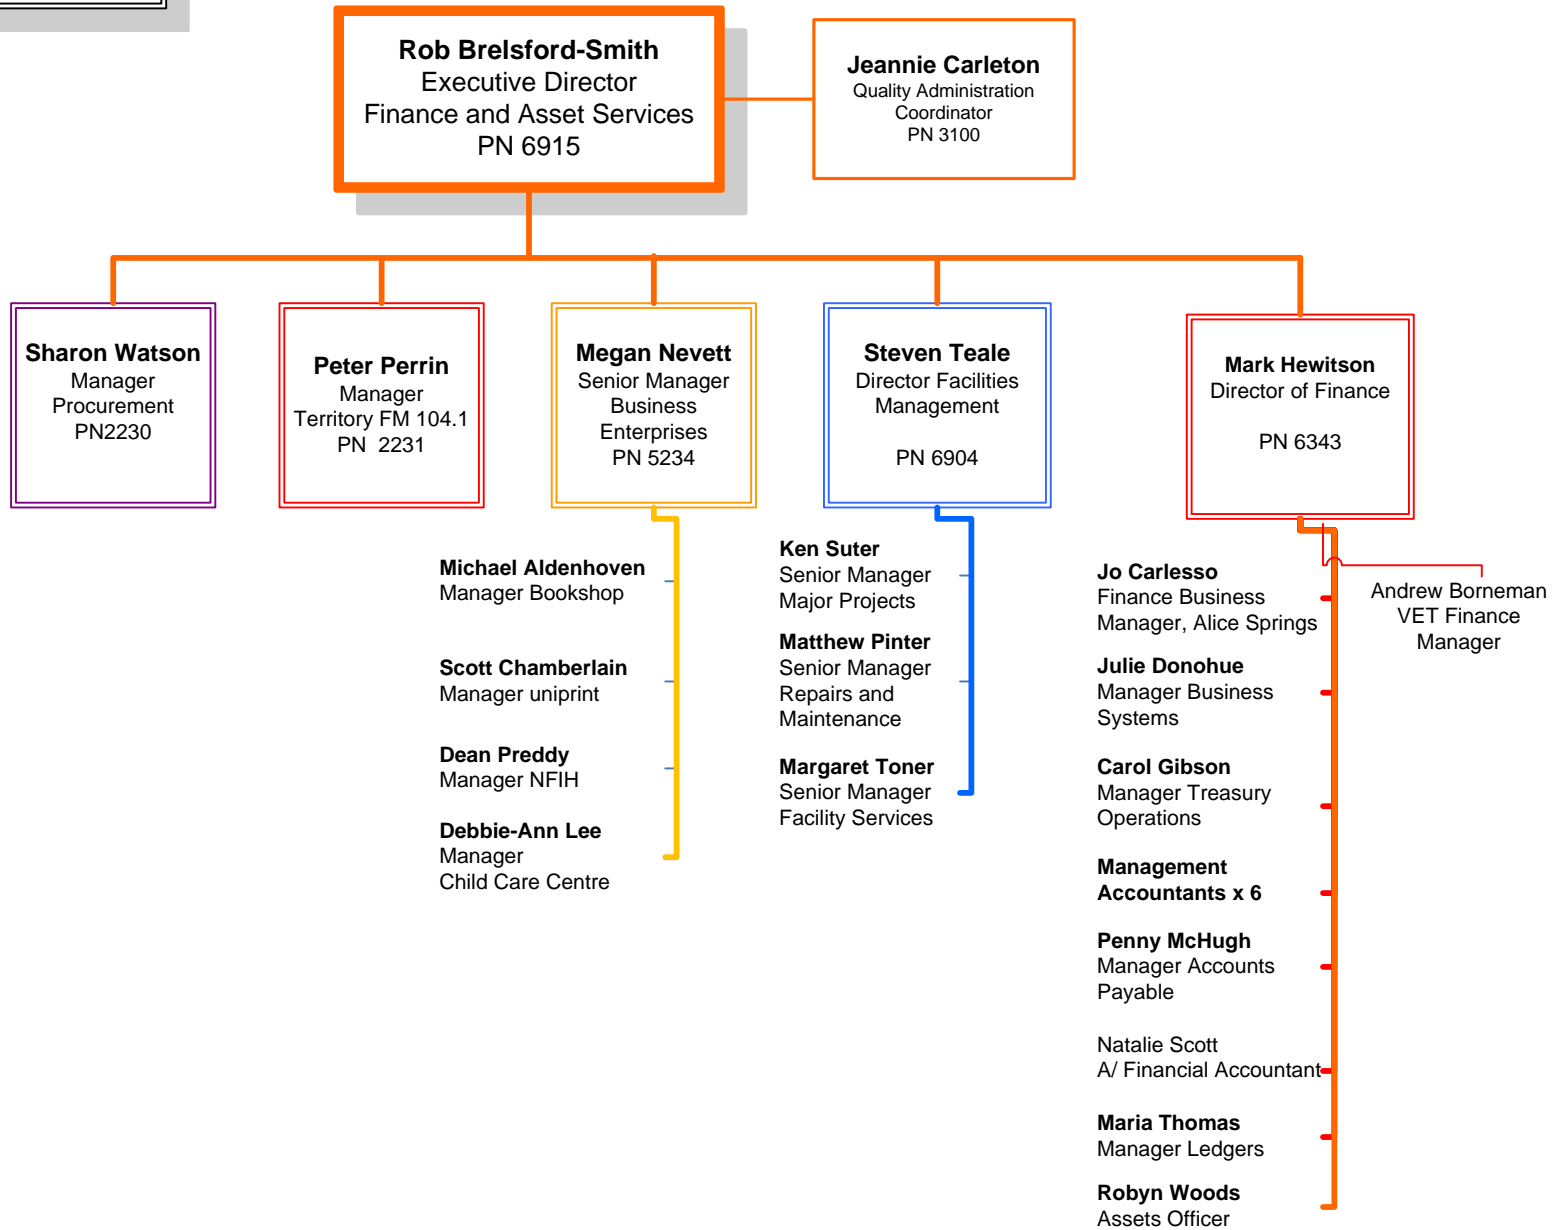 Rob Brelsford-Smith
Executive Director
Finance and Asset Services
PN 6915
Jeannie Carleton
Quality Administration
Coordinator
PN 3100
Sharon Watson
Manager
Procurement
PN2230
Peter Perrin
Manager
Territory FM 104.1
PN  2231
Megan Nevett
Senior Manager
Business
Enterprises
PN 5234
Steven Teale
Director Facilities
Management
PN 6904
Mark Hewitson
Director of Finance
PN 6343
Michael Aldenhoven
Manager Bookshop
Scott Chamberlain
Manager uniprint
Dean Preddy
Manager NFIH
Debbie-Ann Lee
Manager
Child Care Centre
Ken Suter
Senior Manager
Major Projects
Matthew Pinter
Senior Manager
Repairs and
Maintenance
Margaret Toner
Senior Manager
Facility Services
Jo Carlesso
Finance Business
Manager, Alice Springs
Julie Donohue
Manager Business
Systems
Carol Gibson
Manager Treasury
Operations
Management
Accountants x 6
Penny McHugh
Manager Accounts
Payable
Natalie Scott
A/ Financial Accountant
Maria Thomas
Manager Ledgers
Robyn Woods
Assets Officer
Andrew Borneman
VET Finance
Manager